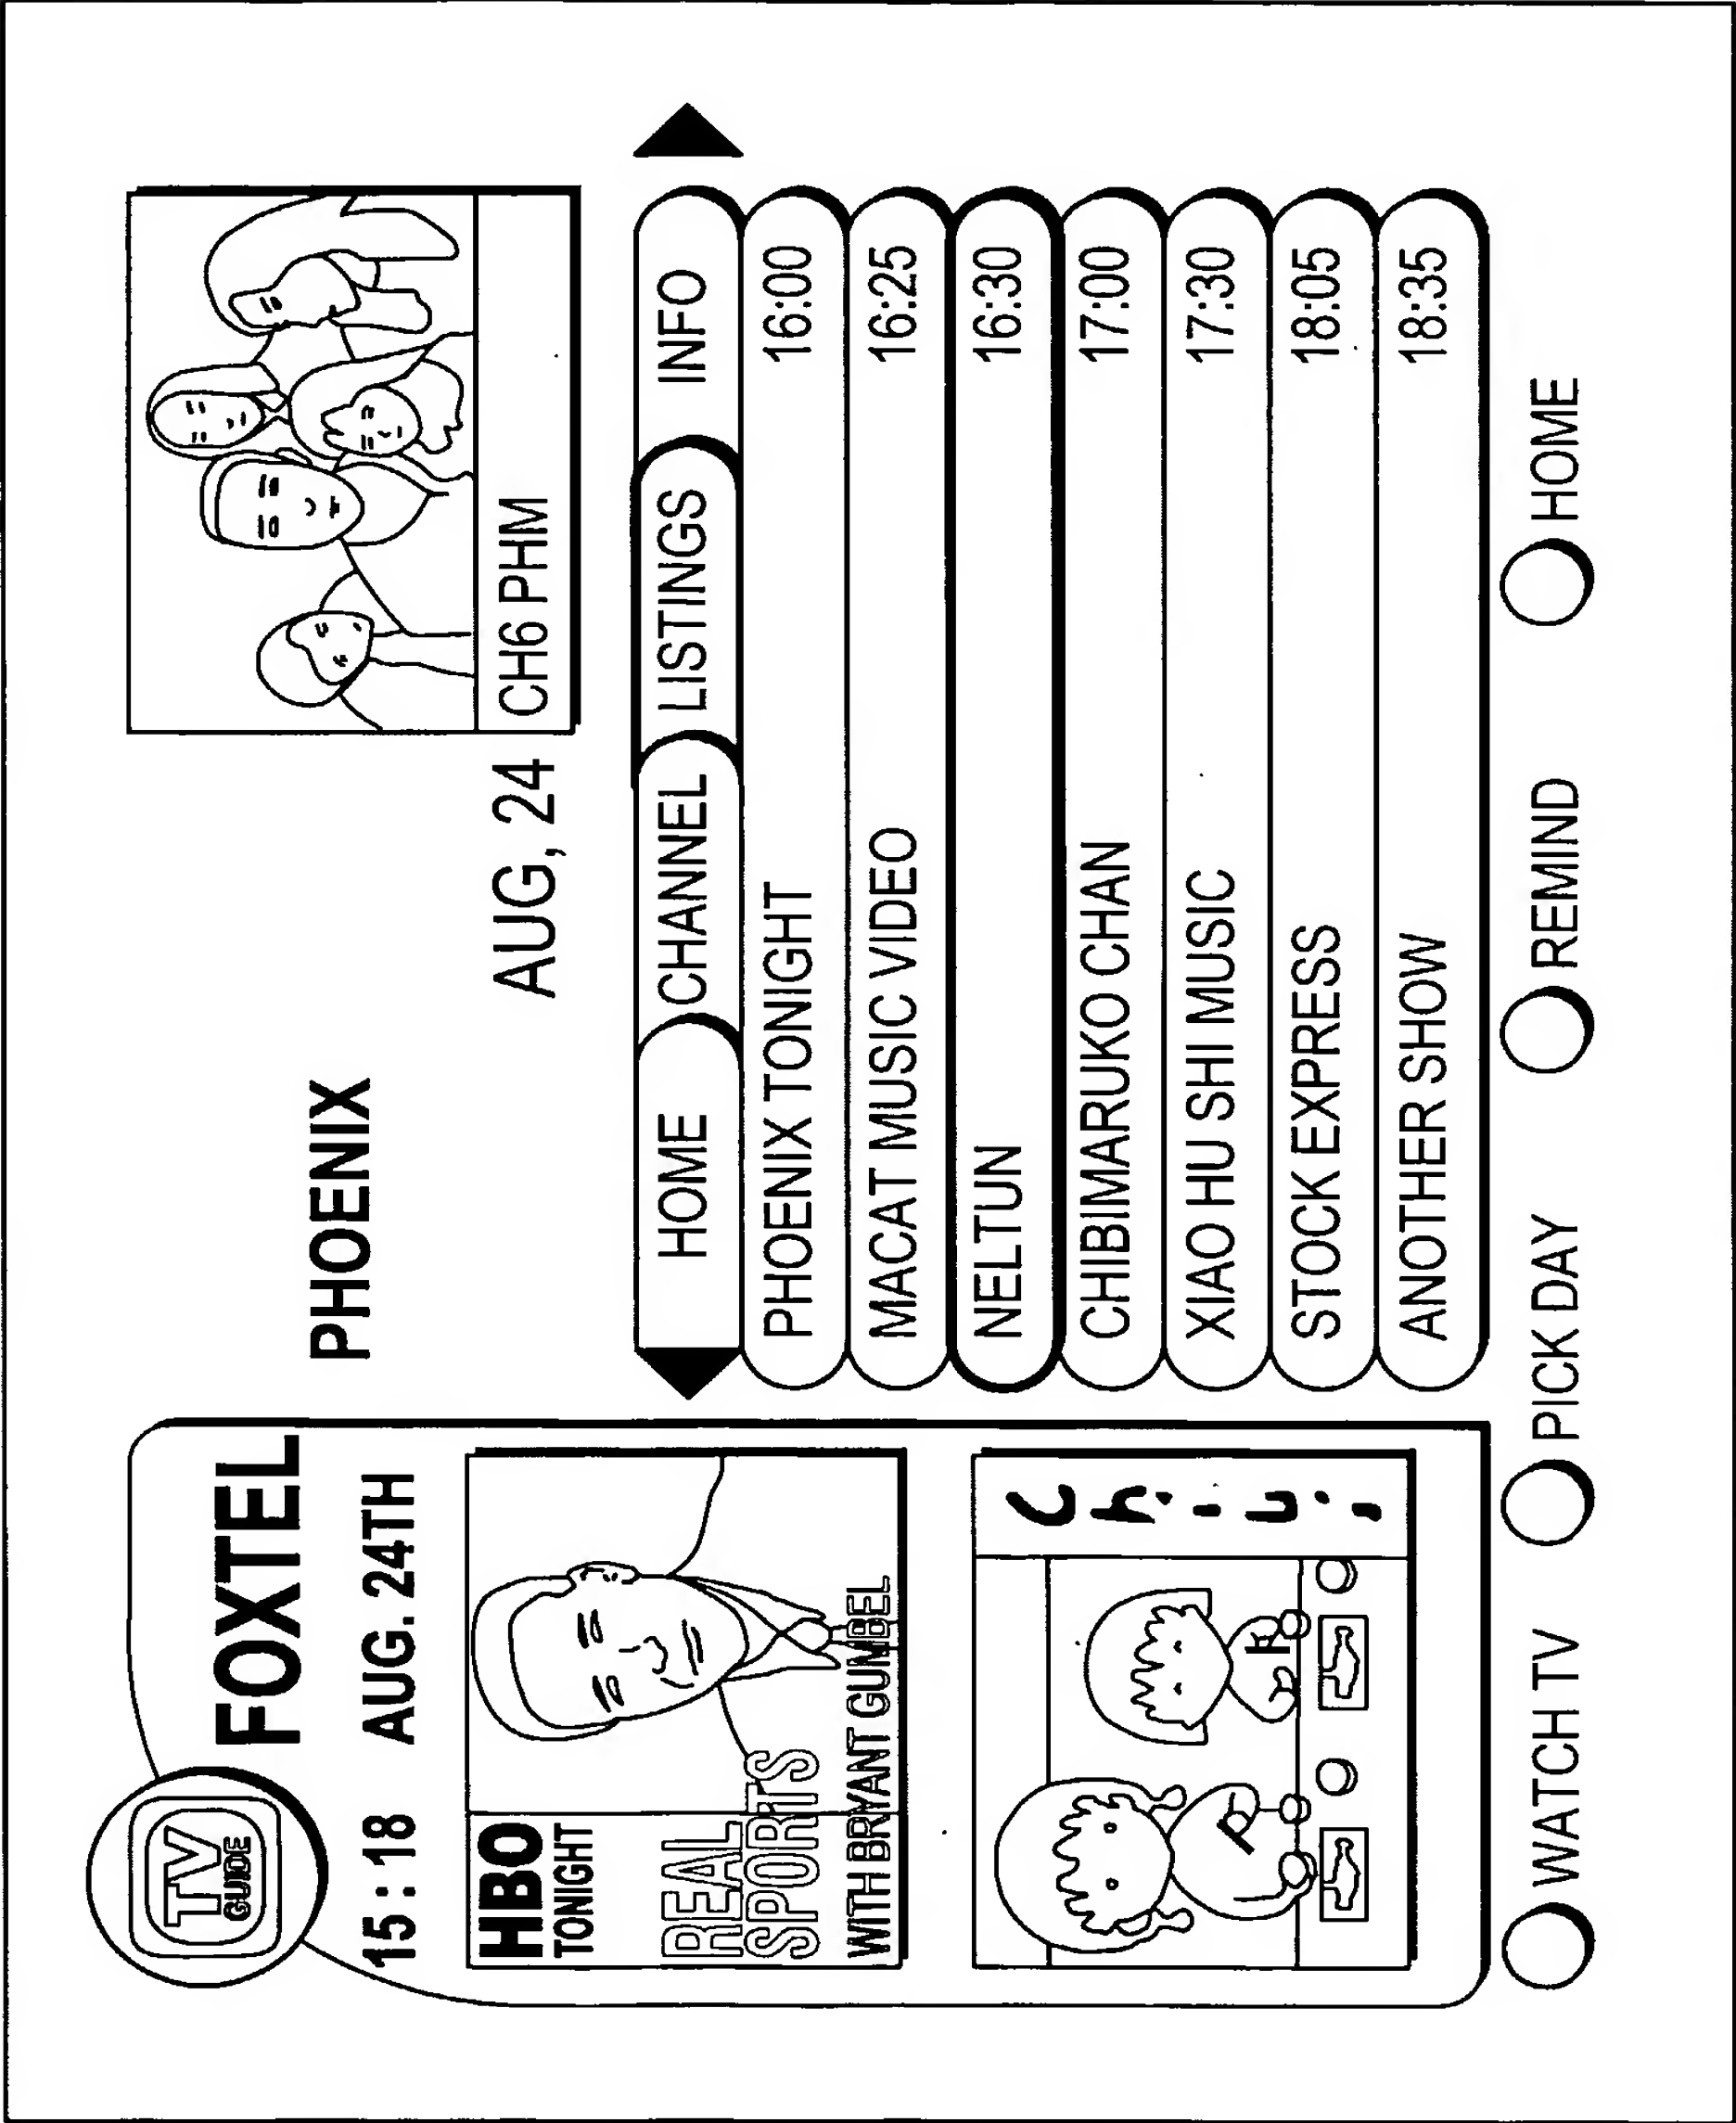 TV
GUIDE
FOXTEL
15 : 18 AUG. 24TH
HBO
TONIGHT
REAL
SPORTS
WITH BRYANT GUMBEL
PHOENIX
AUG, 24
CH6 PHM
HOME CHANNEL LISTINGS INFO
PHOENIX TONIGHT 16:00
MACAT MUSIC VIDEO 16:25
NELTUN 16:30
CHIBIMARUKO CHAN 17:00
XIAO HU SHI MUSIC 17:30
STOCK EXPRESS 18:05
ANOTHER SHOW 18:35
WATCH TV PICK DAY REMIND HOME